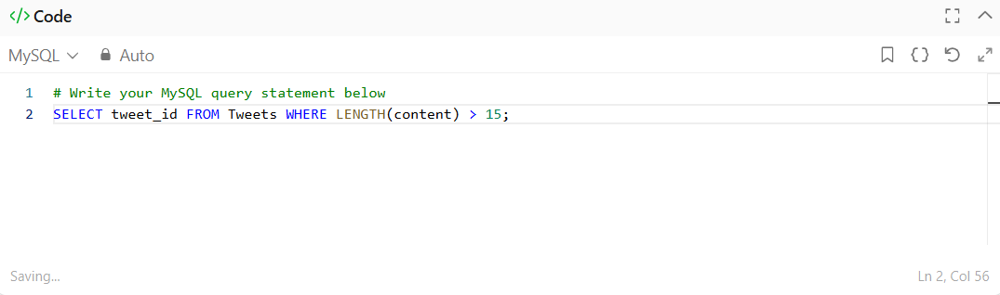 </> Code
MySQL Auto
1 # Write your MySQL query statement below
2 SELECT tweet_id FROM Tweets WHERE LENGTH(content) > 15;
Saving... Ln 2, Col 56